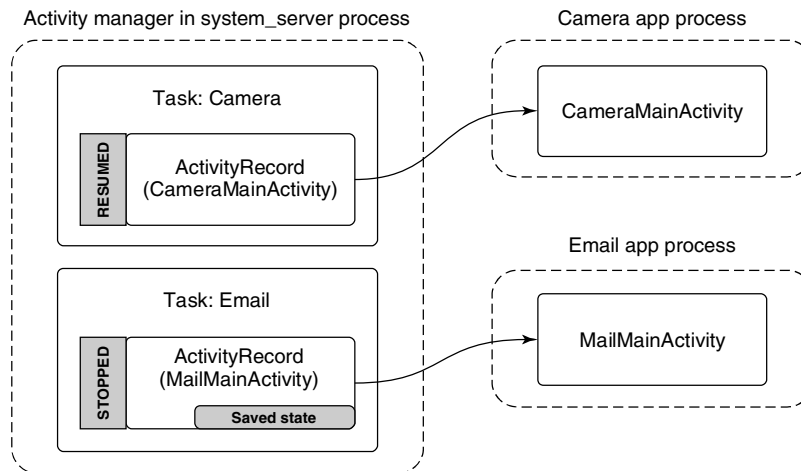 Activity manager in system_server process
Task: Camera
RESUMED
ActivityRecord
(CameraMainActivity)
Task: Email
STOPPED
ActivityRecord
(MailMainActivity)
Saved state
Camera app process
CameraMainActivity
Email app process
MailMainActivity